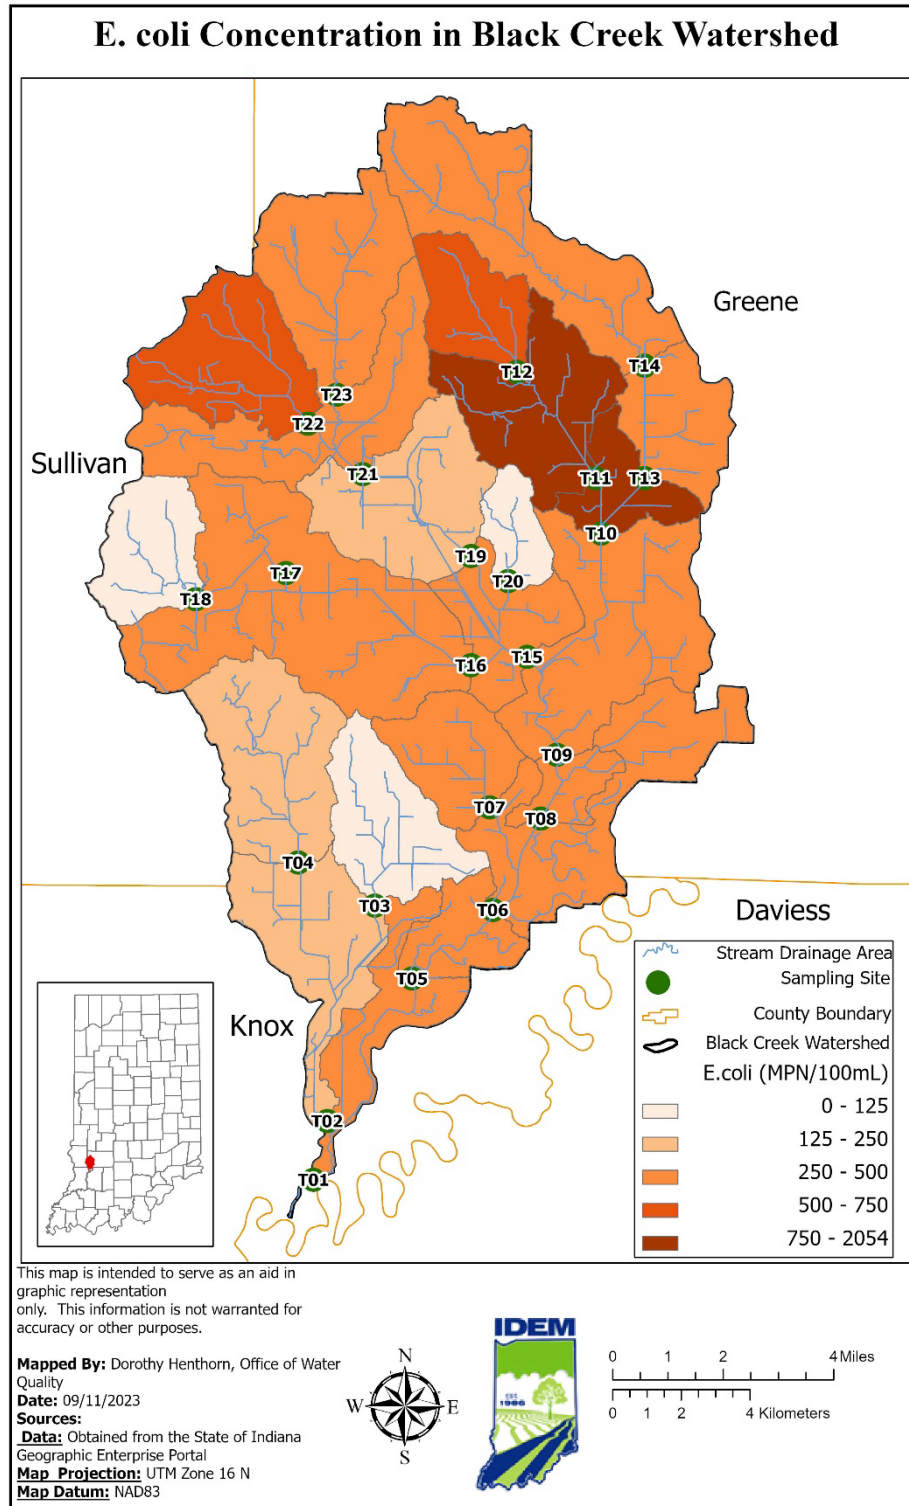 E. coli Concentration in Black Creek Watershed
Greene
T14
T12
T23
T22
Sullivan
T21
T11
T13
T10
T19
T17
T20
T18
T15
T16
T09
T07
T08
T04
T03
T06
Daviess
T05
Knox
T02
T01
Stream Drainage Area
Sampling Site
County Boundary
Black Creek Watershed
E.coli (MPN/100mL)
0 - 125
125 - 250
250 - 500
500 - 750
750 - 2054
This map is intended to serve as an aid in
graphic representation
only. This information is not warranted for
accuracy or other purposes.
Mapped By: Dorothy Henthorn, Office of Water
Quality
Date: 09/11/2023
Sources:
Data: Obtained from the State of Indiana
Geographic Enterprise Portal
Map Projection: UTM Zone 16 N
Map Datum: NAD83
N
W E
S
IDEM
EST.
1986
0 1 2 4 Miles
0 1 2 4 Kilometers